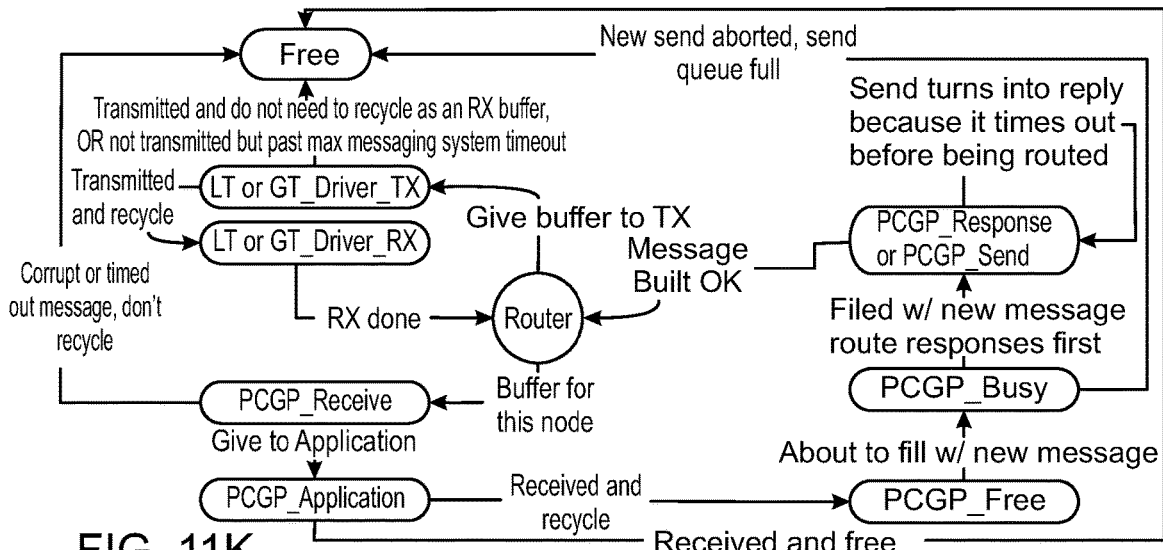 Free
New send aborted, send
queue full
Transmitted and do not need to recycle as an RX buffer,
OR not transmitted but past max messaging system timeout
Send turns into reply
because it times out
before being routed
Transmitted
and recycle
LT or GT_Driver_TX
LT or GT_Driver_RX
Give buffer to TX
Message
Built OK
PCGP_Response
or PCGP_Send
Corrupt or timed
out message, don't
recycle
RX done
Router
Filed w/ new message
route responses first
PCGP_Receive
Buffer for
this node
PCGP_Busy
Give to Application
About to fill w/ new message
PCGP_Application
Received and
recycle
PCGP_Free
FIG. 11K
Received and free